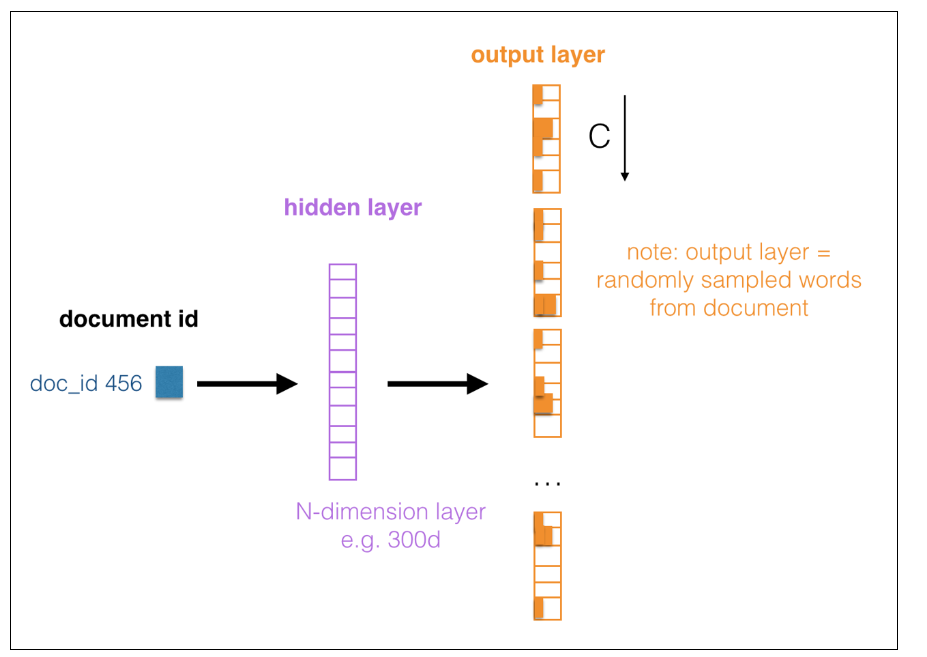 output layer
C
hidden layer
note: output layer =
randomly sampled words
from document
document id
doc_id 456
...
N-dimension layer
e.g. 300d